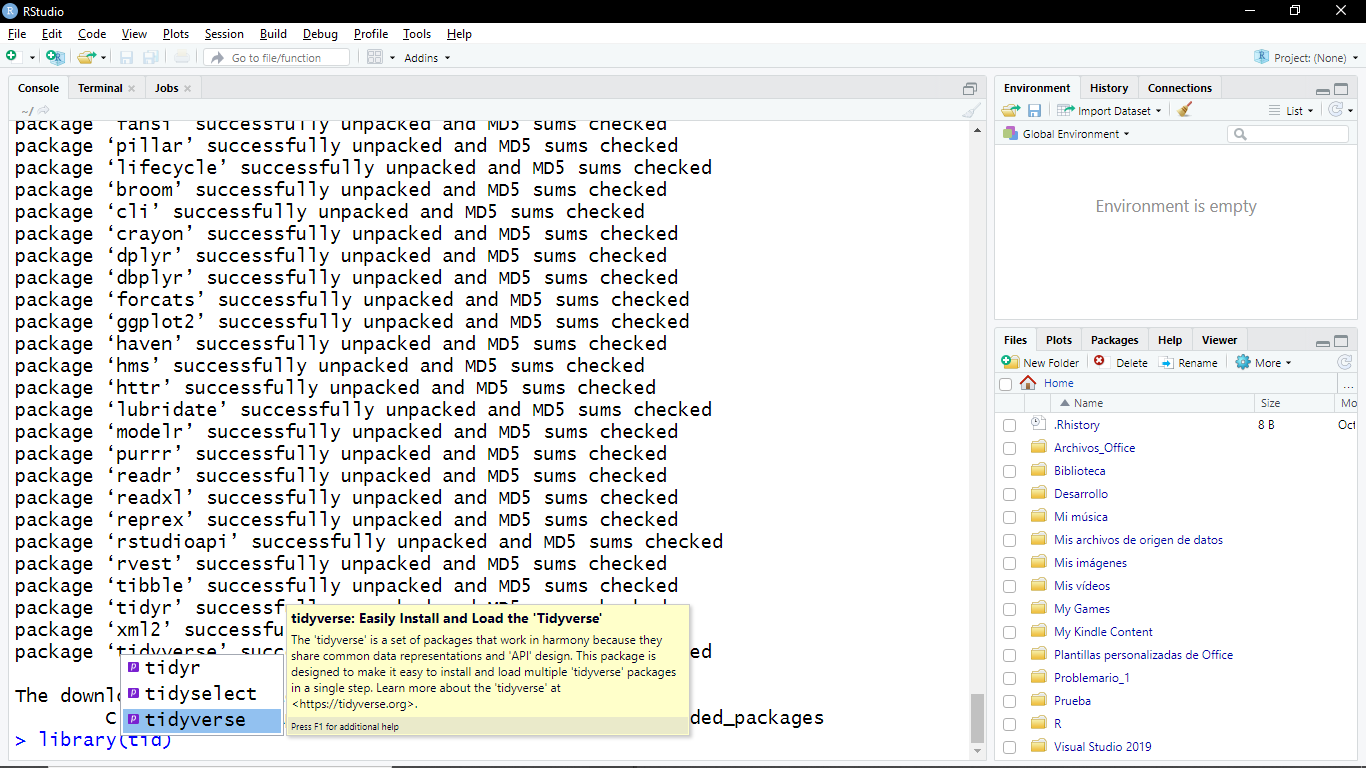 RStudio
File Edit Code View Plots Session Build Debug Profile Tools Help
Go to file/function Addins Project: (None)
Console Terminal Jobs
~/
package ‘fansi’ successfully unpacked and MD5 sums checked
package ‘pillar’ successfully unpacked and MD5 sums checked
package ‘lifecycle’ successfully unpacked and MD5 sums checked
package ‘broom’ successfully unpacked and MD5 sums checked
package ‘cli’ successfully unpacked and MD5 sums checked
package ‘crayon’ successfully unpacked and MD5 sums checked
package ‘dplyr’ successfully unpacked and MD5 sums checked
package ‘dbplyr’ successfully unpacked and MD5 sums checked
package ‘forcats’ successfully unpacked and MD5 sums checked
package ‘ggplot2’ successfully unpacked and MD5 sums checked
package ‘haven’ successfully unpacked and MD5 sums checked
package ‘hms’ successfully unpacked and MD5 sums checked
package ‘httr’ successfully unpacked and MD5 sums checked
package ‘lubridate’ successfully unpacked and MD5 sums checked
package ‘modelr’ successfully unpacked and MD5 sums checked
package ‘purrr’ successfully unpacked and MD5 sums checked
package ‘readr’ successfully unpacked and MD5 sums checked
package ‘readxl’ successfully unpacked and MD5 sums checked
package ‘reprex’ successfully unpacked and MD5 sums checked
package ‘rstudioapi’ successfully unpacked and MD5 sums checked
package ‘rvest’ successfully unpacked and MD5 sums checked
package ‘tibble’ successfully unpacked and MD5 sums checked
package ‘tidyr’ successf
package ‘xml2’ successfu
package ‘tidyverse’ succ ed
The downl
C ded_packages
> library(tid)
tidyr
tidyselect
tidyverse
tidyverse: Easily Install and Load the 'Tidyverse'
The 'tidyverse' is a set of packages that work in harmony because they
share common data representations and 'API' design. This package is
designed to make it easy to install and load multiple 'tidyverse' packages
in a single step. Learn more about the 'tidyverse' at
<https://tidyverse.org>.
Press F1 for additional help
Environment History Connections
Import Dataset List
Global Environment
Environment is empty
Files Plots Packages Help Viewer
New Folder Delete Rename More
Home ...
Name Size Mo
.Rhistory 8 B Oct
Archivos_Office
Biblioteca
Desarrollo
Mi música
Mis archivos de origen de datos
Mis imágenes
Mis vídeos
My Games
My Kindle Content
Plantillas personalizadas de Office
Problemario_1
Prueba
R
Visual Studio 2019